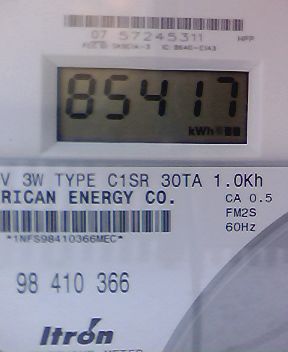 07 57245311
85417
kWh
V 3W TYPE C1SR 30TA 1.0Kh
RICAN ENERGY CO.
CA 0.5
FM2S
60Hz
*1NFS98410366MEC*
98 410 366
Itron